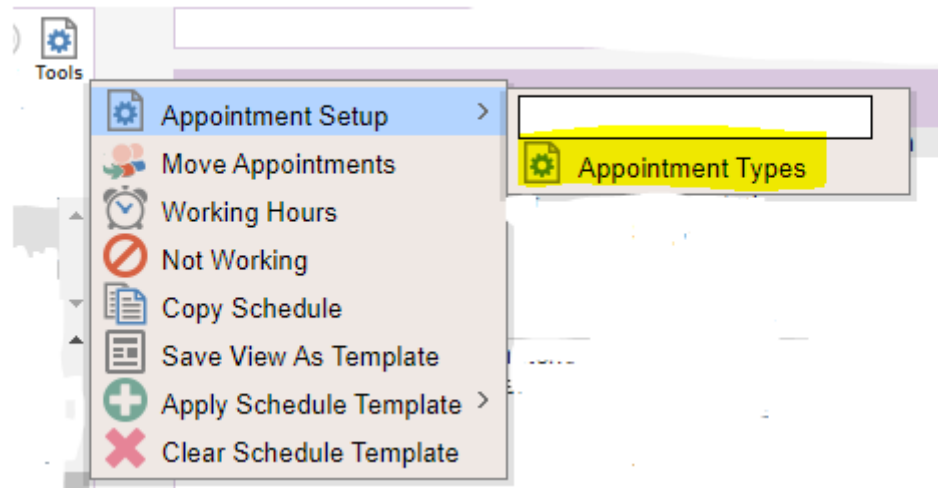 Tools
Appointment Setup
Appointment Types
Move Appointments
Working Hours
Not Working
Copy Schedule
Save View As Template
Apply Schedule Template
Clear Schedule Template